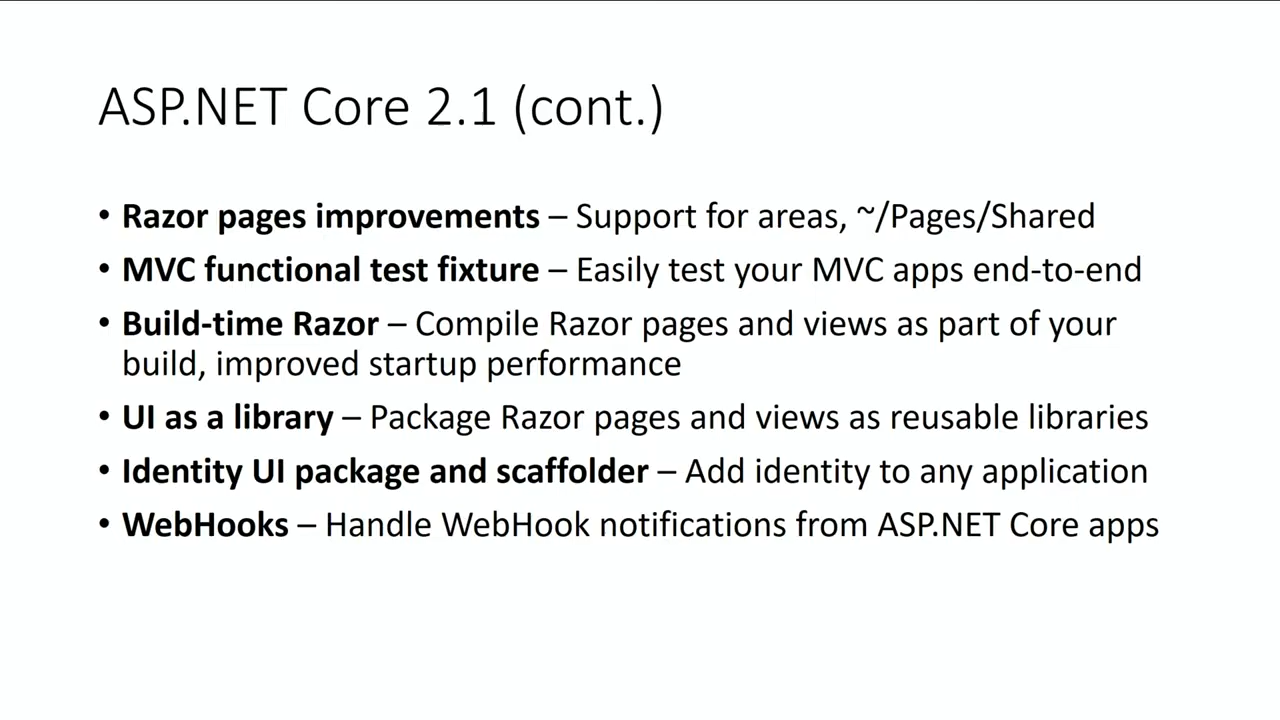 ASP.NET Core 2.1 (cont.)
• Razor pages improvements – Support for areas, ~/Pages/Shared
• MVC functional test fixture – Easily test your MVC apps end-to-end
• Build-time Razor – Compile Razor pages and views as part of your
build, improved startup performance
• UI as a library – Package Razor pages and views as reusable libraries
• Identity UI package and scaffolder – Add identity to any application
• WebHooks – Handle WebHook notifications from ASP.NET Core apps